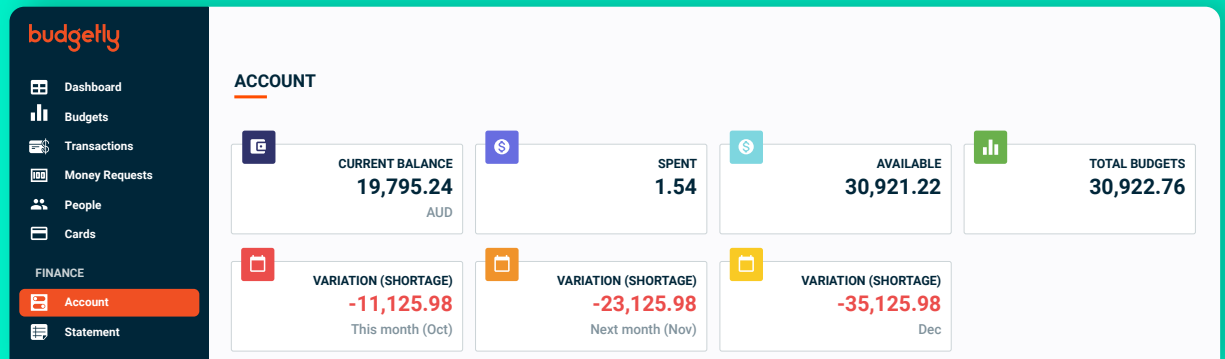 budgetly
Dashboard
Budgets
Transactions
Money Requests
People
Cards
FINANCE
Account
Statement
ACCOUNT
CURRENT BALANCE
19,795.24
AUD
SPENT
1.54
AVAILABLE
30,921.22
TOTAL BUDGETS
30,922.76
VARIATION (SHORTAGE)
-11,125.98
This month (Oct)
VARIATION (SHORTAGE)
-23,125.98
Next month (Nov)
VARIATION (SHORTAGE)
-35,125.98
Dec